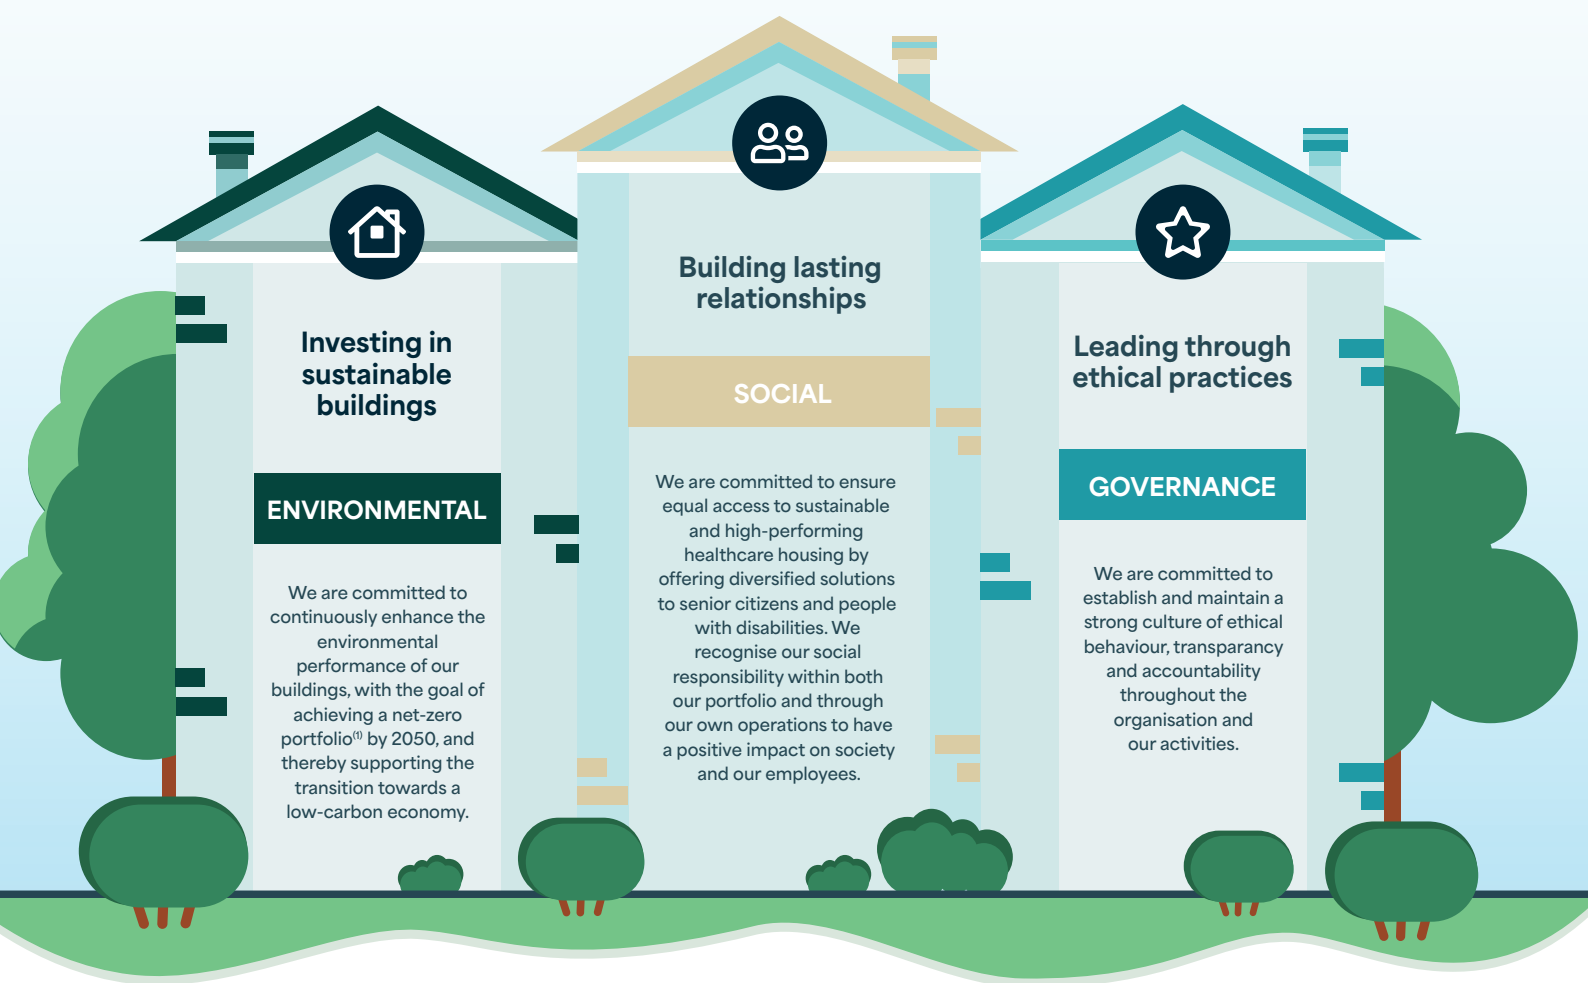 Investing in
sustainable
buildings
ENVIRONMENTAL
We are committed to
continuously enhance the
environmental
performance of our
buildings, with the goal of
achieving a net-zero
portfolio(1) by 2050, and
thereby supporting the
transition towards a
low-carbon economy.
Building lasting
relationships
SOCIAL
We are committed to ensure
equal access to sustainable
and high-performing
healthcare housing by
offering diversified solutions
to senior citizens and people
with disabilities. We
recognise our social
responsibility within both
our portfolio and through
our own operations to have
a positive impact on society
and our employees.
Leading through
ethical practices
GOVERNANCE
We are committed to
establish and maintain a
strong culture of ethical
behaviour, transparancy
and accountability
throughout the
organisation and
our activities.